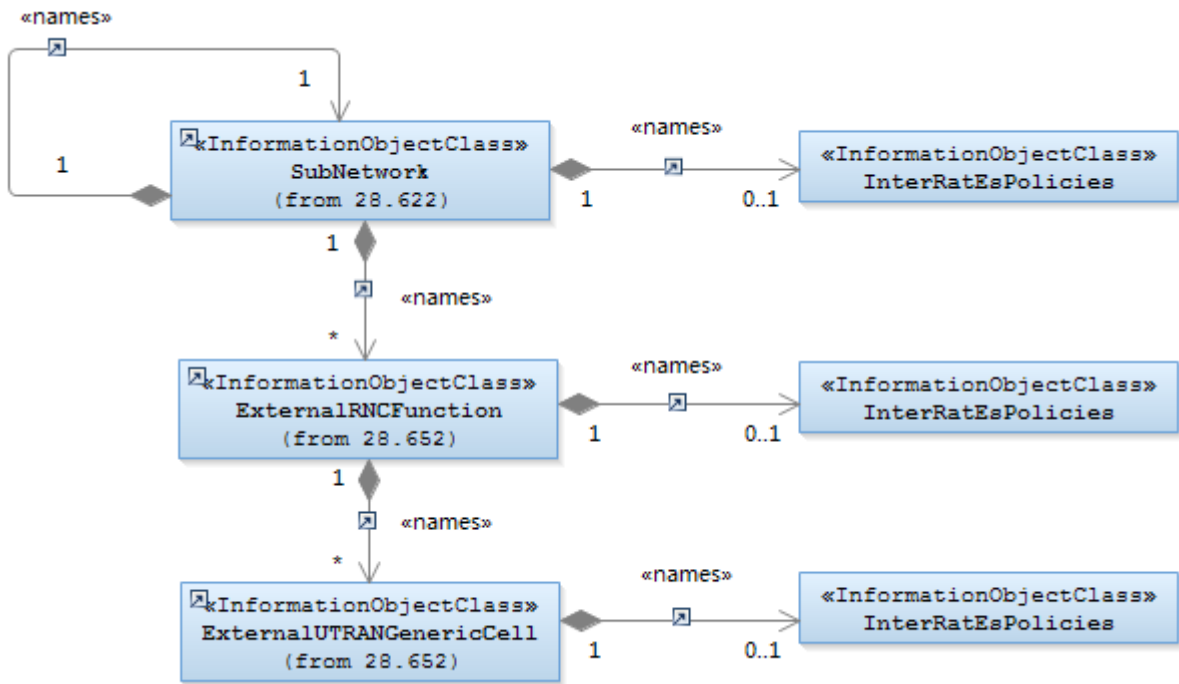 «names»
1
«InformationObjectClass»
SubNetwork
(from 28.622)
1
«names»
1
0..1
«InformationObjectClass»
InterRatEsPolicies
1
«names»
*
«InformationObjectClass»
ExternalRNCFunction
(from 28.652)
«names»
1
0..1
«InformationObjectClass»
InterRatEsPolicies
1
«names»
*
«InformationObjectClass»
ExternalUTRANGenericCell
(from 28.652)
«names»
1
0..1
«InformationObjectClass»
InterRatEsPolicies